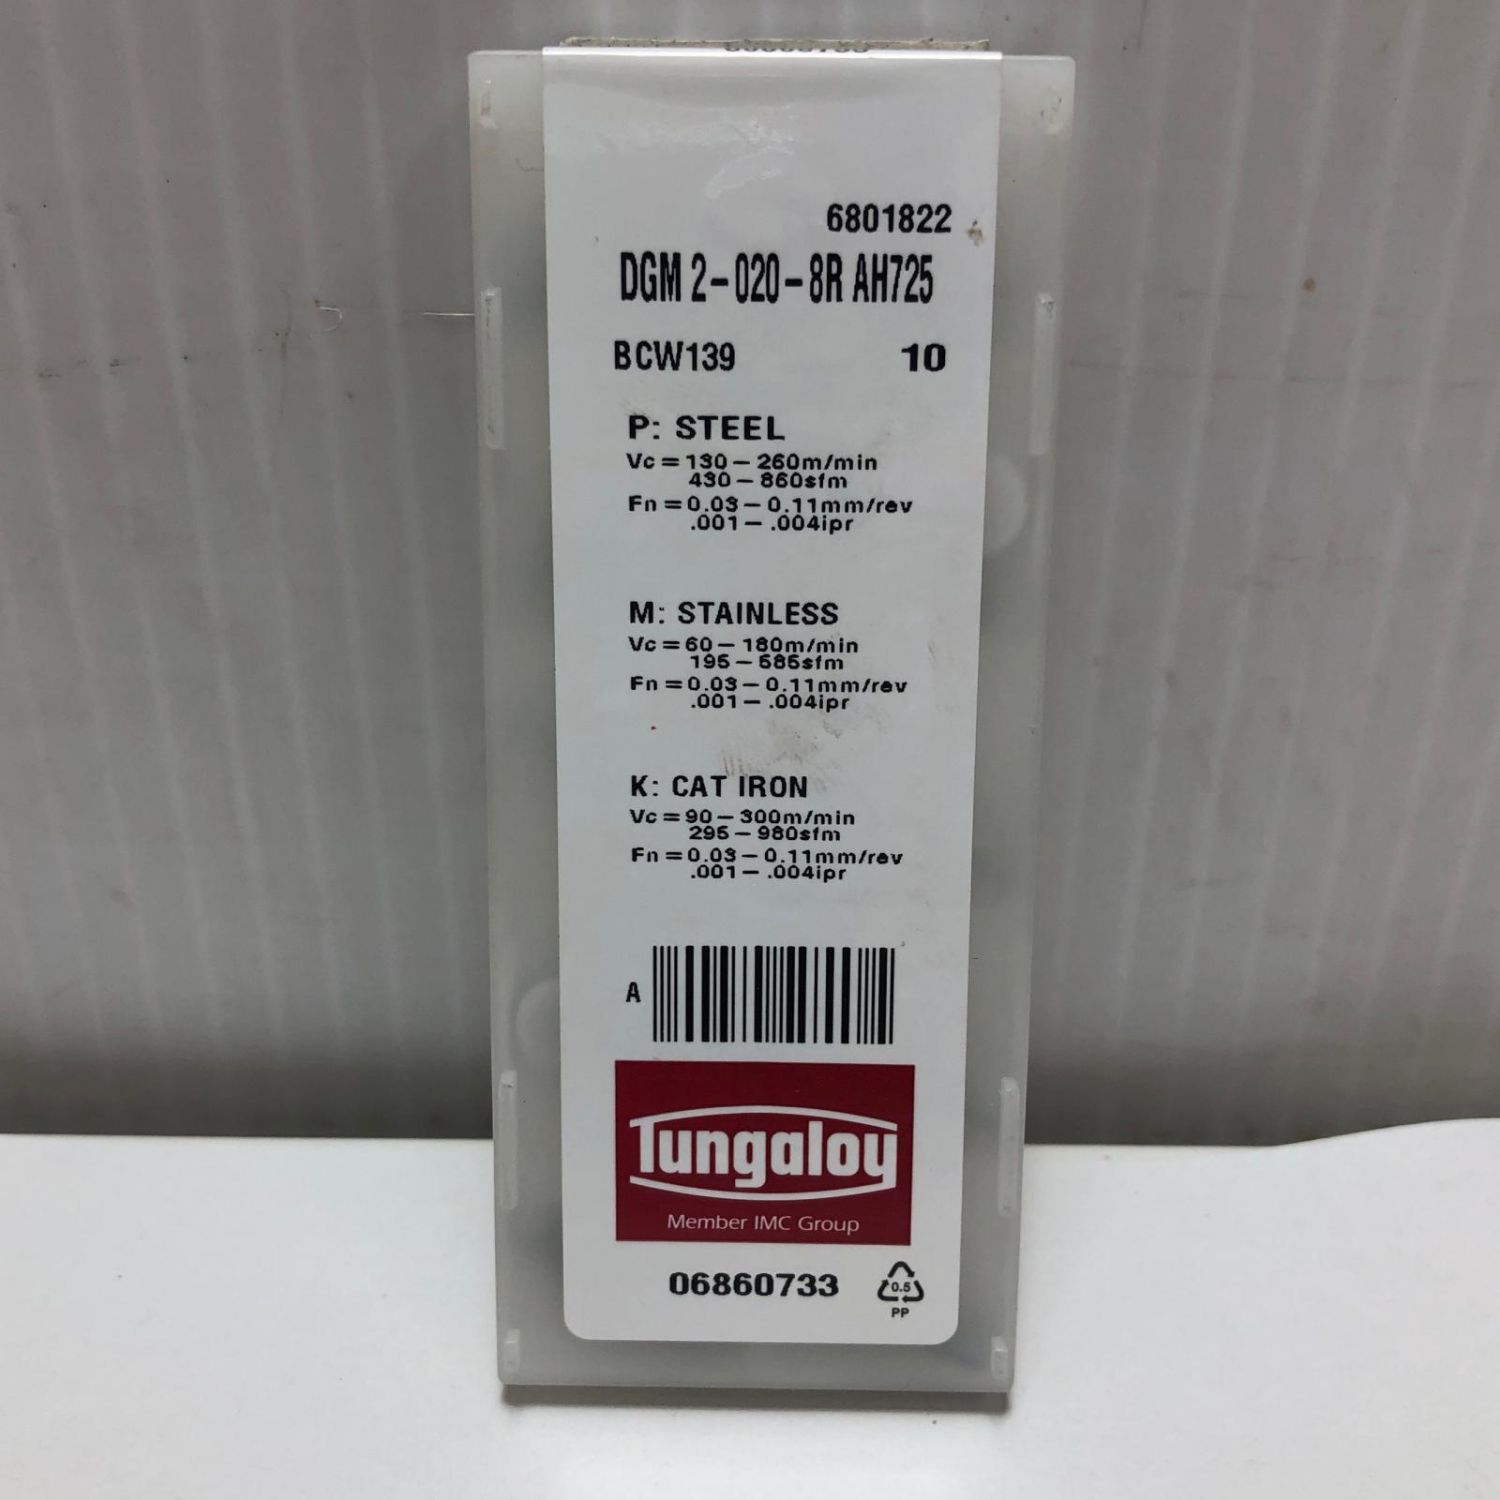 6801822
DGM 2-020-8R AH725
BCW139 10
P: STEEL
Vc=130-260m/min
430-860sfm
Fn=0.03-0.11mm/rev
.001-.004ipr
M: STAINLESS
Vc=60-180m/min
195-585sfm
Fn=0.03-0.11mm/rev
.001-.004ipr
K: CAT IRON
Vc=90-300m/min
295-980sfm
Fn=0.03-0.11mm/rev
.001-.004ipr
A
Tungaloy
Member IMC Group
06860733
0.5
PP